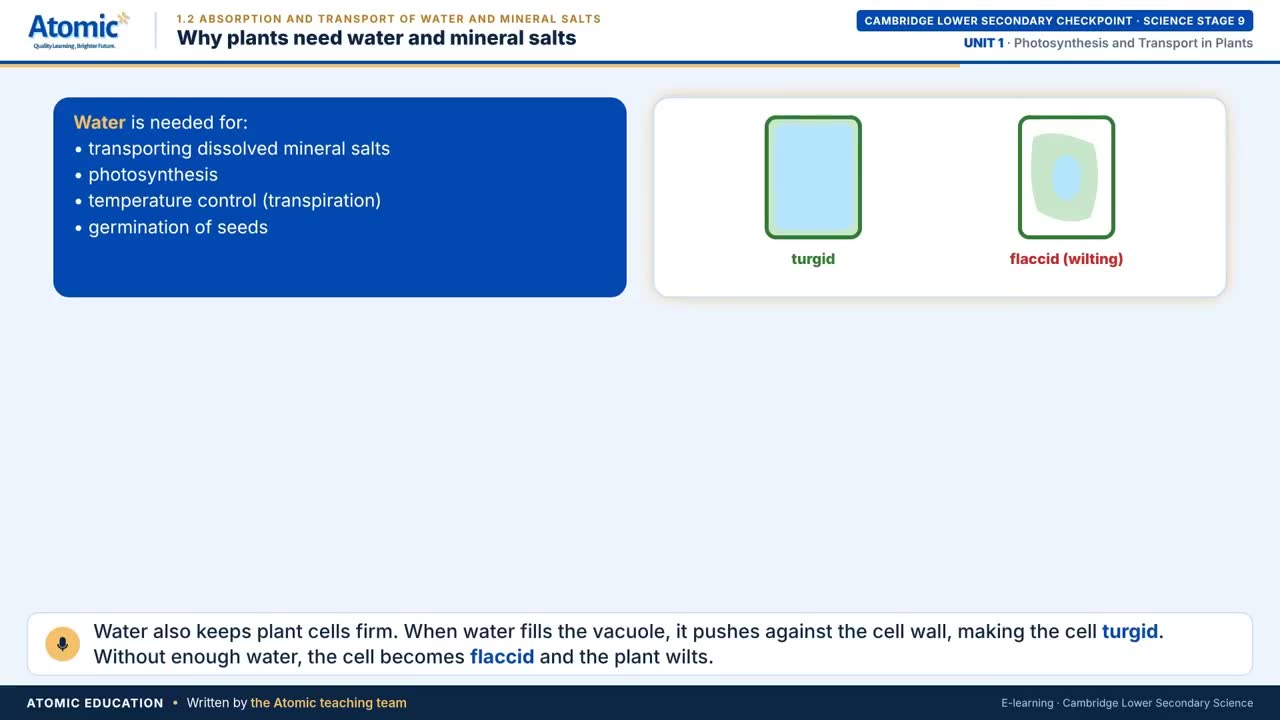 Atomic
Quality Learning, Brighter Future.
1.2 ABSORPTION AND TRANSPORT OF WATER AND MINERAL SALTS
Why plants need water and mineral salts
CAMBRIDGE LOWER SECONDARY CHECKPOINT · SCIENCE STAGE 9
UNIT 1 · Photosynthesis and Transport in Plants
Water is needed for:
• transporting dissolved mineral salts
• photosynthesis
• temperature control (transpiration)
• germination of seeds
turgid
flaccid (wilting)
Water also keeps plant cells firm. When water fills the vacuole, it pushes against the cell wall, making the cell turgid.
Without enough water, the cell becomes flaccid and the plant wilts.
ATOMIC EDUCATION • Written by the Atomic teaching team
E-learning · Cambridge Lower Secondary Science